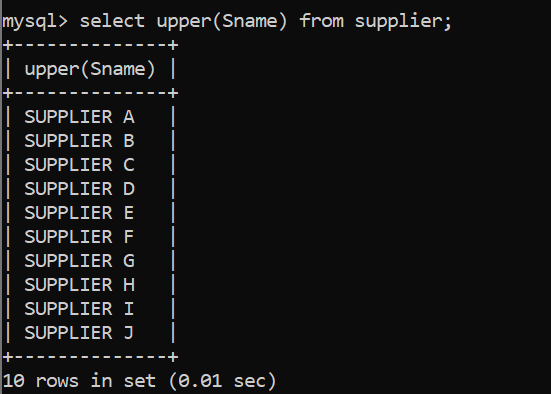 mysql> select upper(Sname) from supplier;
+--------------+
| upper(Sname) |
+--------------+
| SUPPLIER A   |
| SUPPLIER B   |
| SUPPLIER C   |
| SUPPLIER D   |
| SUPPLIER E   |
| SUPPLIER F   |
| SUPPLIER G   |
| SUPPLIER H   |
| SUPPLIER I   |
| SUPPLIER J   |
+--------------+
10 rows in set (0.01 sec)